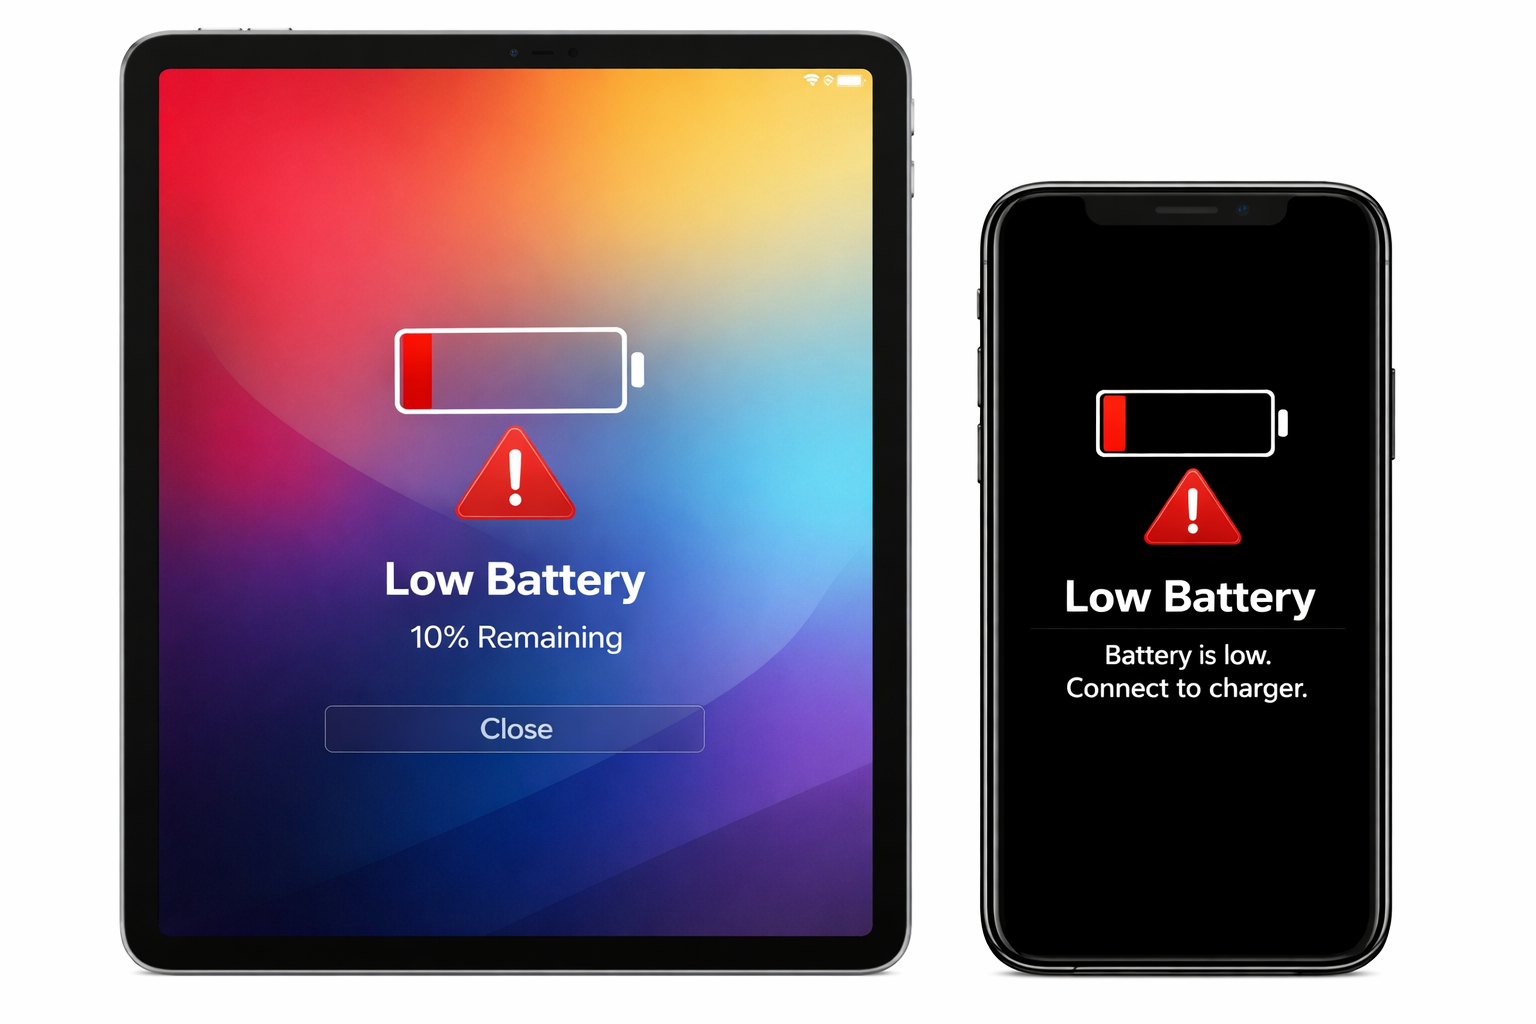 Low Battery
10% Remaining
Close
Low Battery
Battery is low.
Connect to charger.